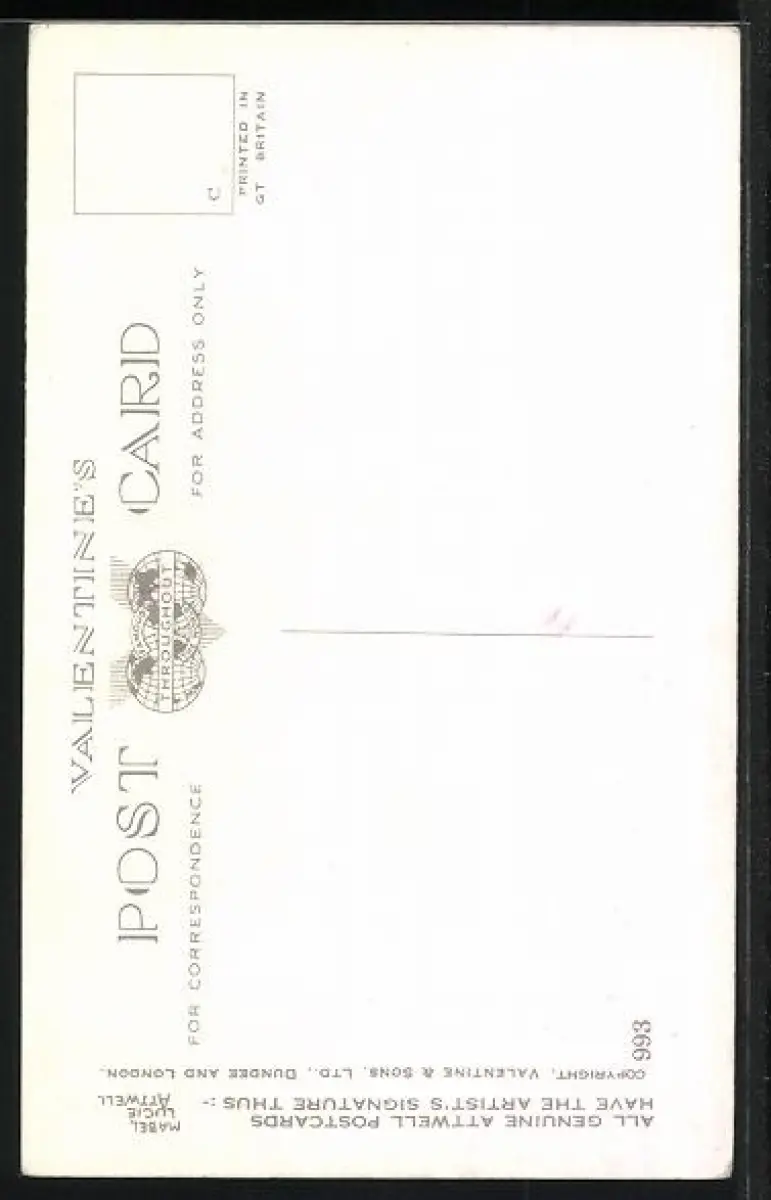 VALENTINE'S
POST CARD
THROUGHOUT
FOR CORRESPONDENCE
FOR ADDRESS ONLY
C
PRINTED IN
GT BRITAIN
ALL GENUINE ATTWELL POSTCARDS
HAVE THE ARTIST'S SIGNATURE THUS :-
MABEL
LUCIE
ATTWELL
COPYRIGHT, VALENTINE & SONS, LTD., DUNDEE AND LONDON.
993